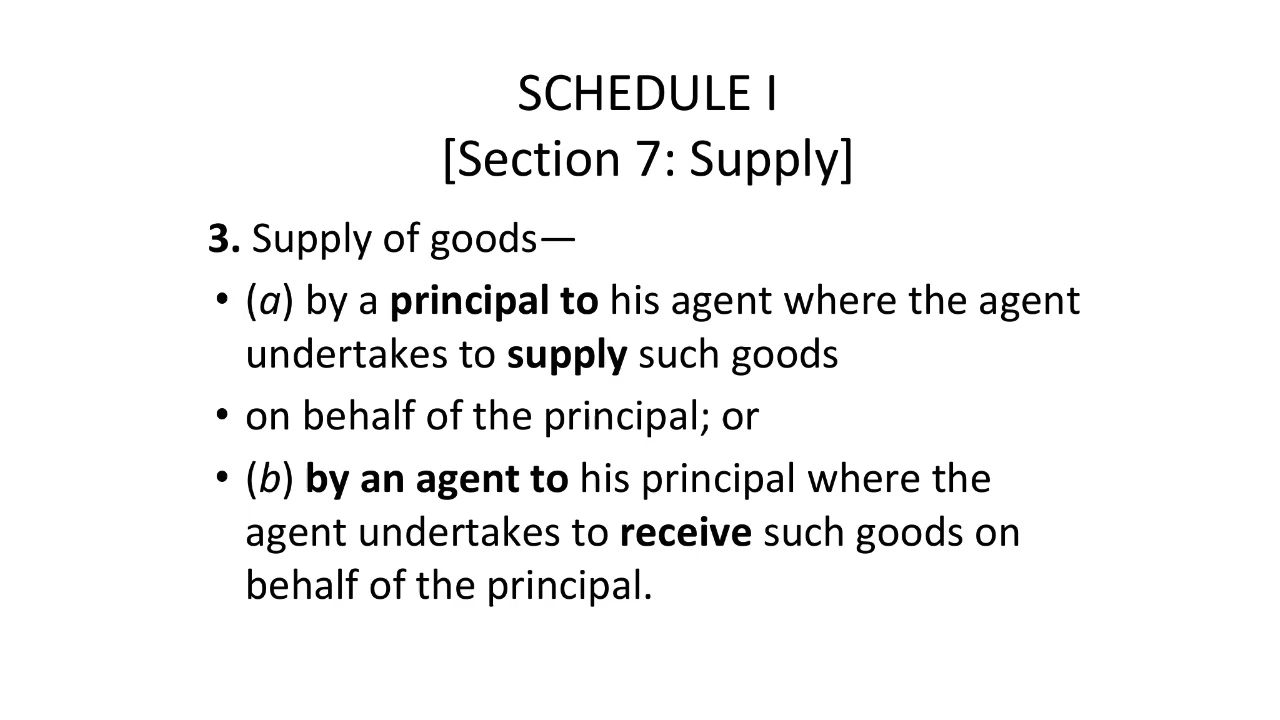 SCHEDULE I
[Section 7: Supply]
3. Supply of goods—
• (a) by a principal to his agent where the agent
undertakes to supply such goods
• on behalf of the principal; or
• (b) by an agent to his principal where the
agent undertakes to receive such goods on
behalf of the principal.